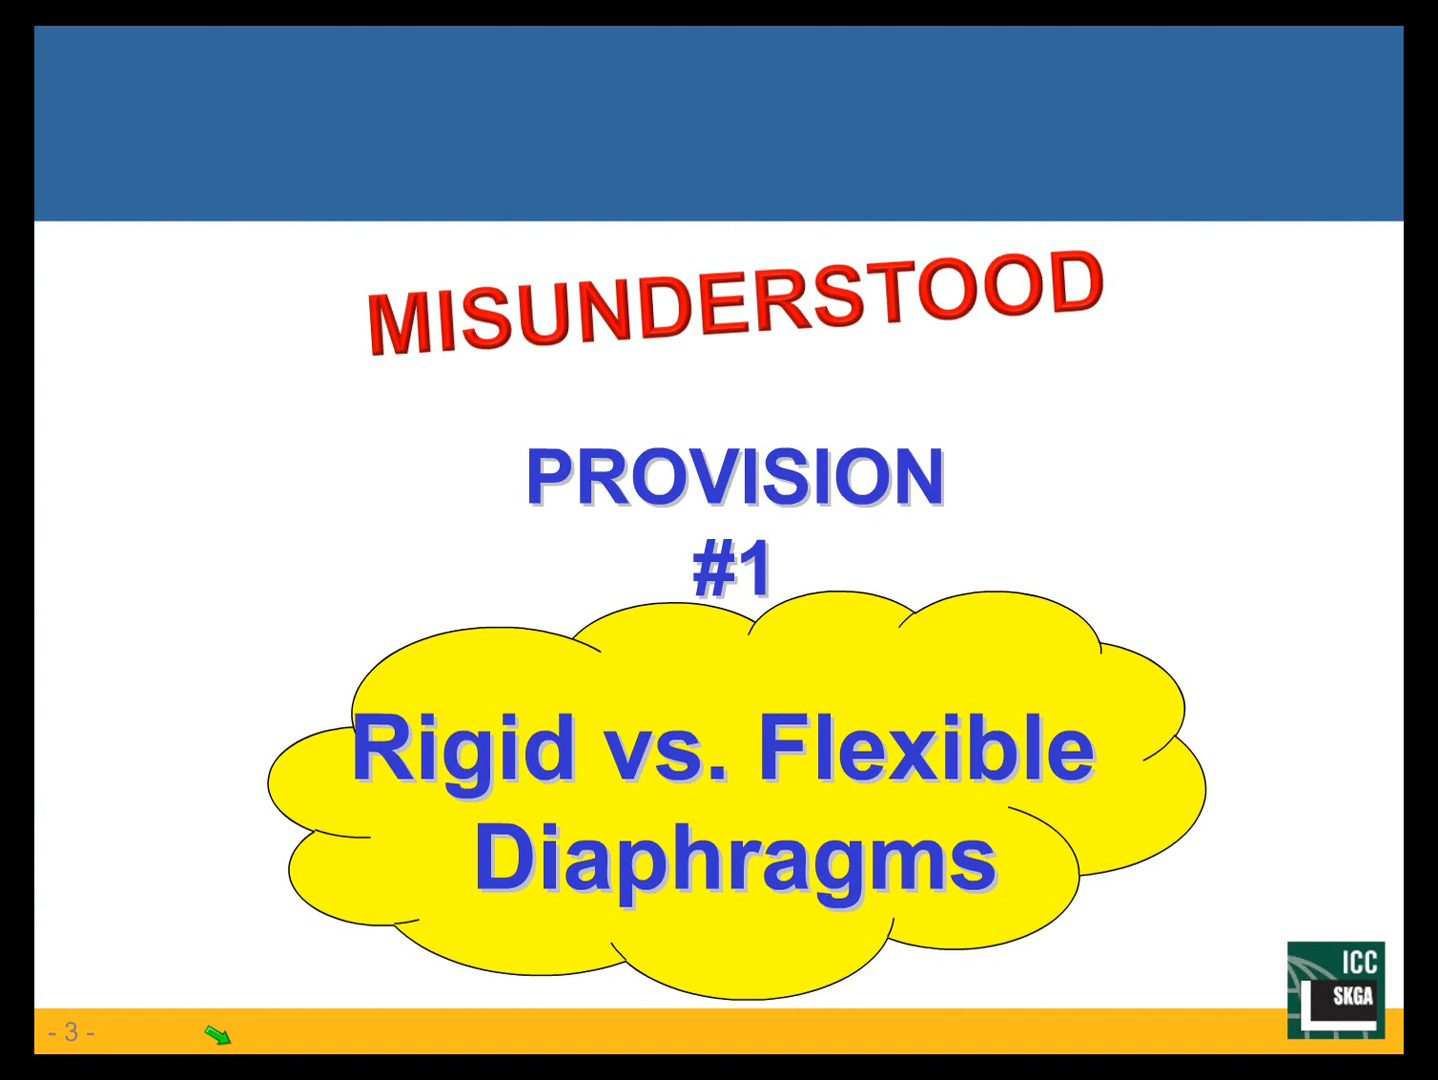 MISUNDERSTOOD
PROVISION
#1
Rigid vs. Flexible
Diaphragms
ICC
SKGA
- 3 -